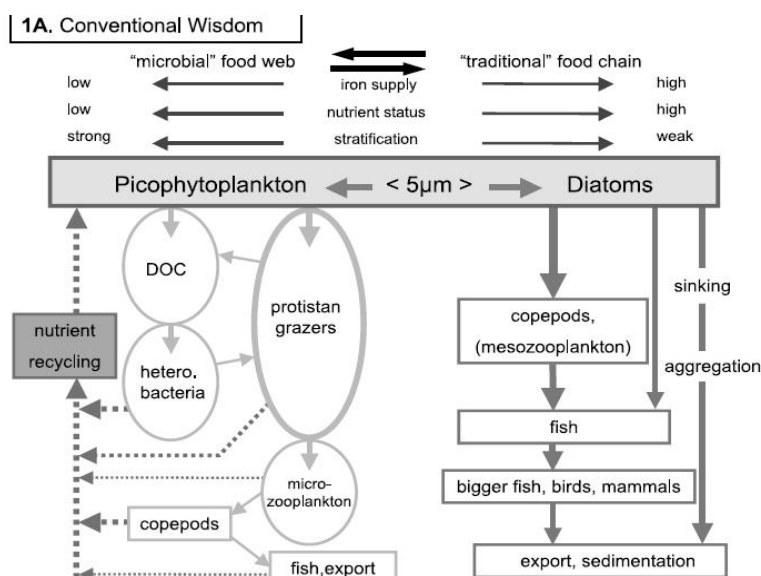 1A. Conventional Wisdom
“microbial” food web
“traditional” food chain
low
iron supply
high
low
nutrient status
high
strong
stratification
weak
Picophytoplankton
< 5µm >
Diatoms
DOC
protistan
grazers
nutrient
recycling
hetero.
bacteria
micro-
zooplankton
copepods
fish,export
copepods,
(mesozooplankton)
sinking
aggregation
fish
bigger fish, birds, mammals
export, sedimentation